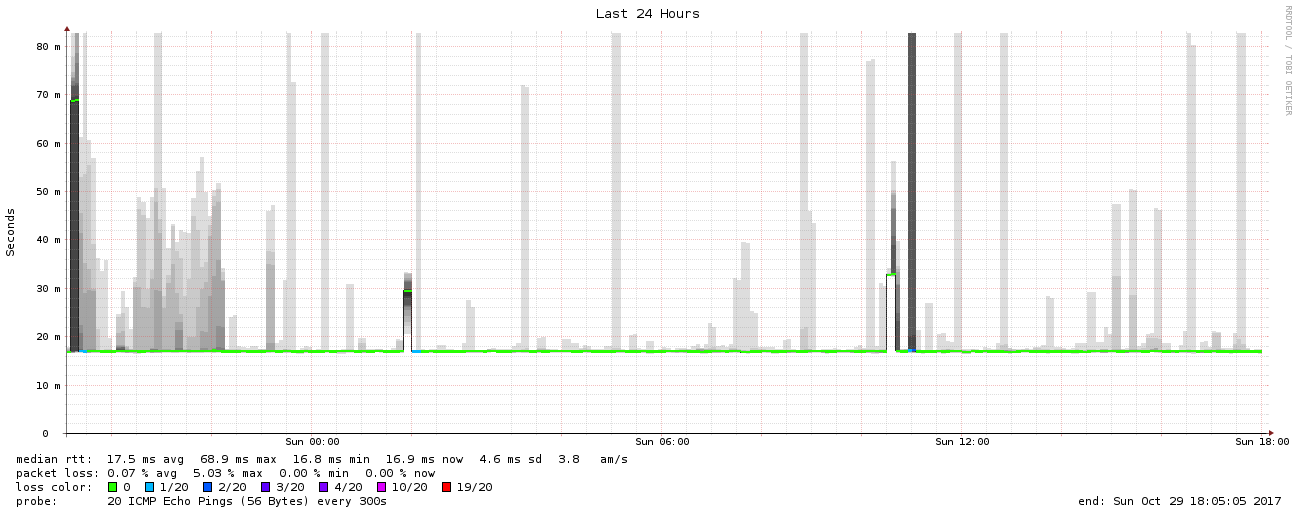 Last 24 Hours
RRDTOOL / TOBI OETIKER
Seconds
80 m
70 m
60 m
50 m
40 m
30 m
20 m
10 m
0
Sun 00:00 Sun 06:00 Sun 12:00 Sun 18:00
median rtt: 17.5 ms avg 68.9 ms max 16.8 ms min 16.9 ms now 4.6 ms sd 3.8 am/s
packet loss: 0.07 % avg 5.03 % max 0.00 % min 0.00 % now
loss color: 0 1/20 2/20 3/20 4/20 10/20 19/20
probe: 20 ICMP Echo Pings (56 Bytes) every 300s end: Sun Oct 29 18:05:05 2017